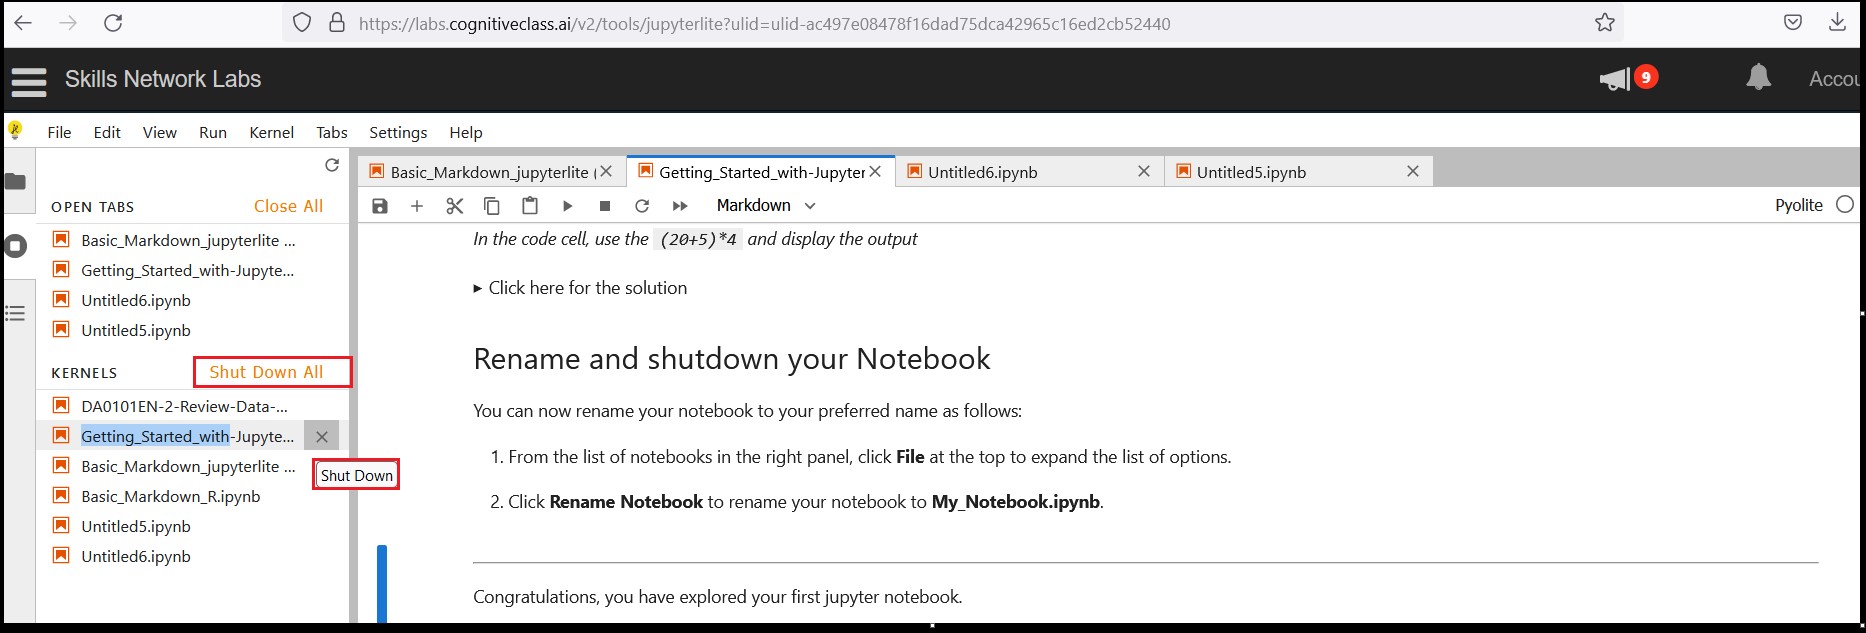 https://labs.cognitiveclass.ai/v2/tools/jupyterlite?ulid=ulid-ac497e08478f16dad75dca42965c16ed2cb52440
Skills Network Labs
9
Accou
File Edit View Run Kernel Tabs Settings Help
OPEN TABS Close All
Basic_Markdown_jupyterlite ...
Getting_Started_with-Jupyte...
Untitled6.ipynb
Untitled5.ipynb
KERNELS Shut Down All
DA0101EN-2-Review-Data-...
Getting_Started_with-Jupyte...
Basic_Markdown_jupyterlite ...
Basic_Markdown_R.ipynb
Untitled5.ipynb
Untitled6.ipynb
Shut Down
Basic_Markdown_jupyterlite ( Getting_Started_with-Jupyter Untitled6.ipynb Untitled5.ipynb
Markdown Pyolite
In the code cell, use the (20+5)*4 and display the output
Click here for the solution
Rename and shutdown your Notebook
You can now rename your notebook to your preferred name as follows:
1. From the list of notebooks in the right panel, click File at the top to expand the list of options.
2. Click Rename Notebook to rename your notebook to My_Notebook.ipynb.
Congratulations, you have explored your first jupyter notebook.